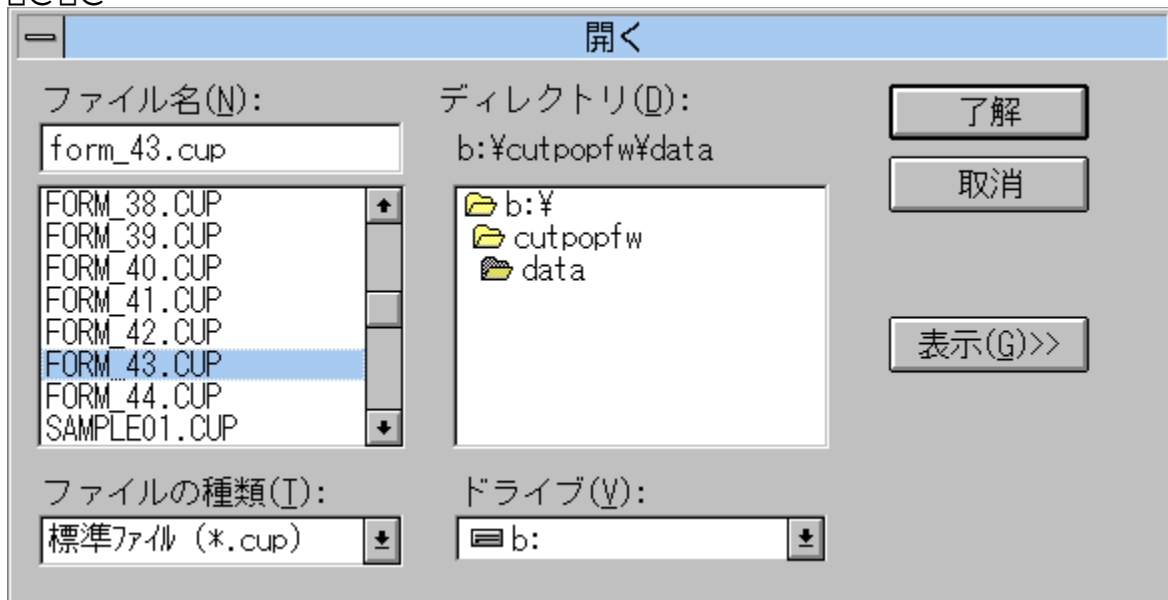 開く
ファイル名(N):
form_43.cup
FORM_38.CUP
FORM_39.CUP
FORM_40.CUP
FORM_41.CUP
FORM_42.CUP
FORM_43.CUP
FORM_44.CUP
SAMPLE01.CUP
ファイルの種類(T):
標準ﾌｧｲﾙ (*.cup)
ディレクトリ(D):
b:¥cutpopfw¥data
b:¥
cutpopfw
data
ドライブ(V):
b:
了解
取消
表示(G)>>